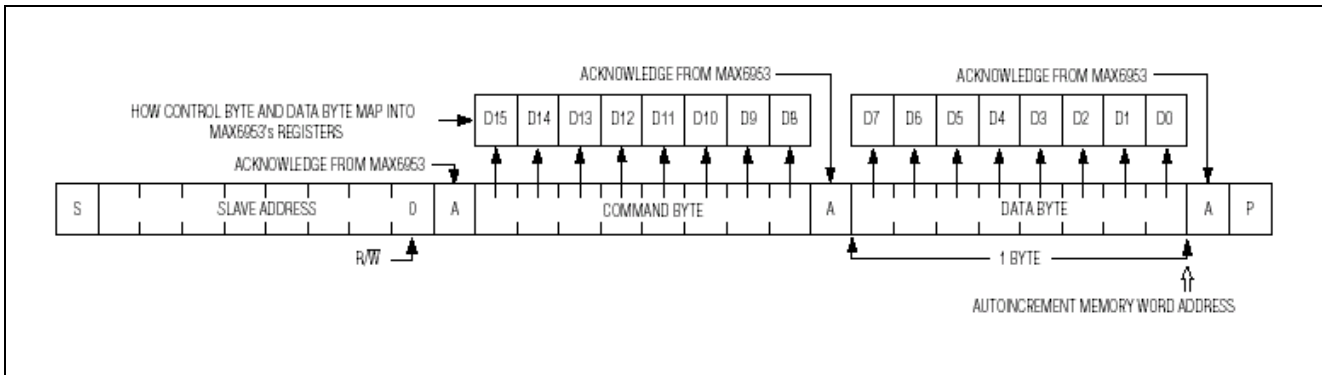 ACKNOWLEDGE FROM MAX6953
ACKNOWLEDGE FROM MAX6953
HOW CONTROL BYTE AND DATA BYTE MAP INTO
MAX6953's REGISTERS
D15 D14 D13 D12 D11 D10 D9 D8
D7 D6 D5 D4 D3 D2 D1 D0
ACKNOWLEDGE FROM MAX6953
S SLAVE ADDRESS 0 A COMMAND BYTE A DATA BYTE A P
R/W̅
1 BYTE
AUTOINCREMENT MEMORY WORD ADDRESS